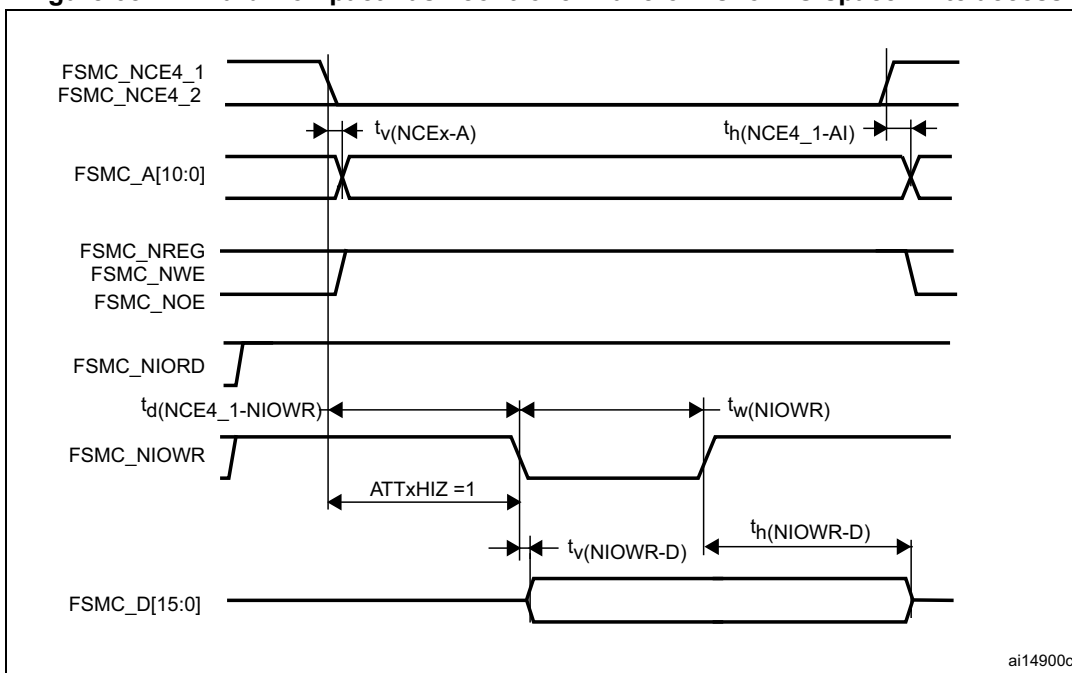 FSMC_NCE4_1
FSMC_NCE4_2
tv(NCEx-A)
th(NCE4_1-AI)
FSMC_A[10:0]
FSMC_NREG
FSMC_NWE
FSMC_NOE
FSMC_NIORD
td(NCE4_1-NIOWR)
tw(NIOWR)
FSMC_NIOWR
ATTxHIZ =1
tv(NIOWR-D)
th(NIOWR-D)
FSMC_D[15:0]
ai14900c